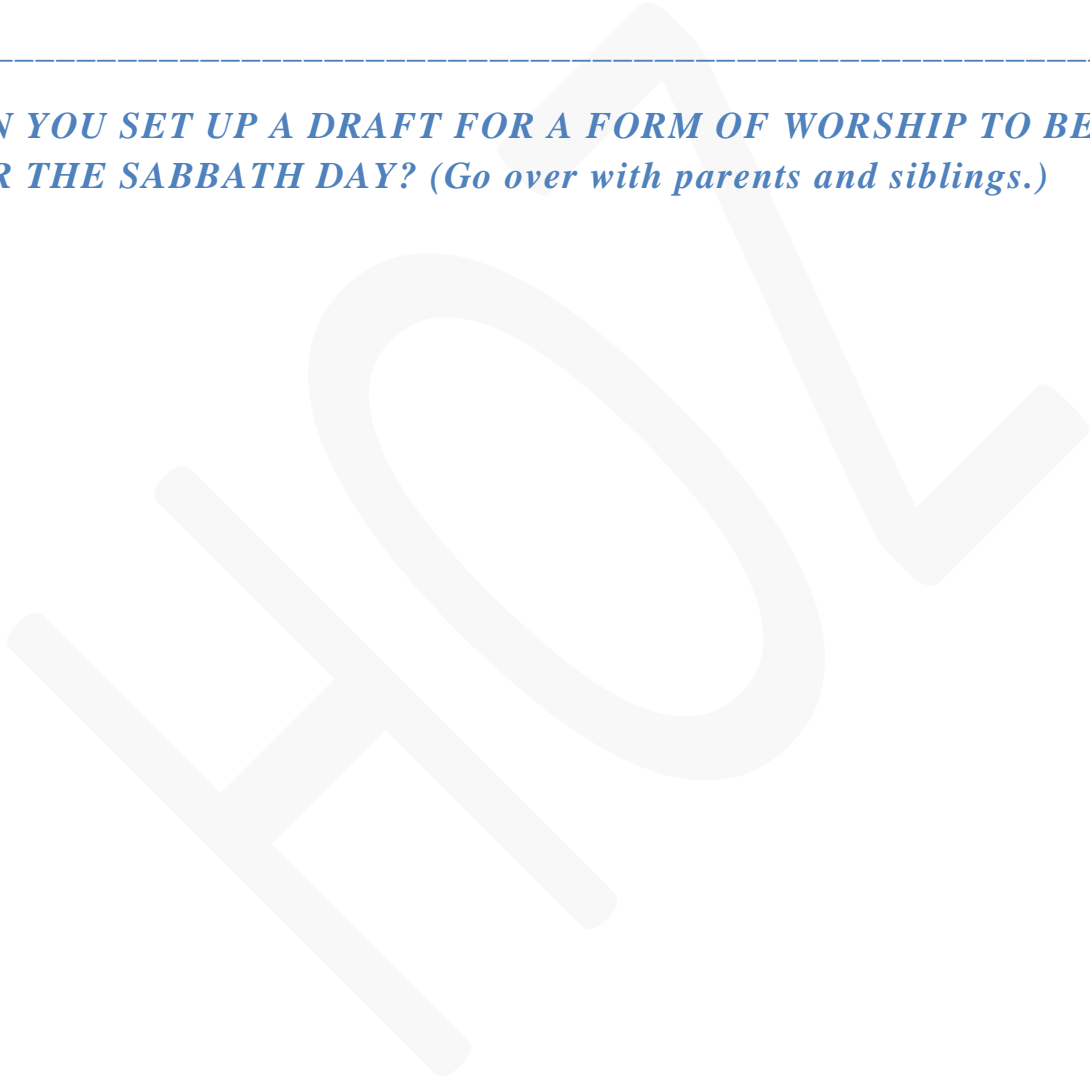 N YOU SET UP A DRAFT FOR A FORM OF WORSHIP TO BE
R THE SABBATH DAY? (Go over with parents and siblings.)
HOZ